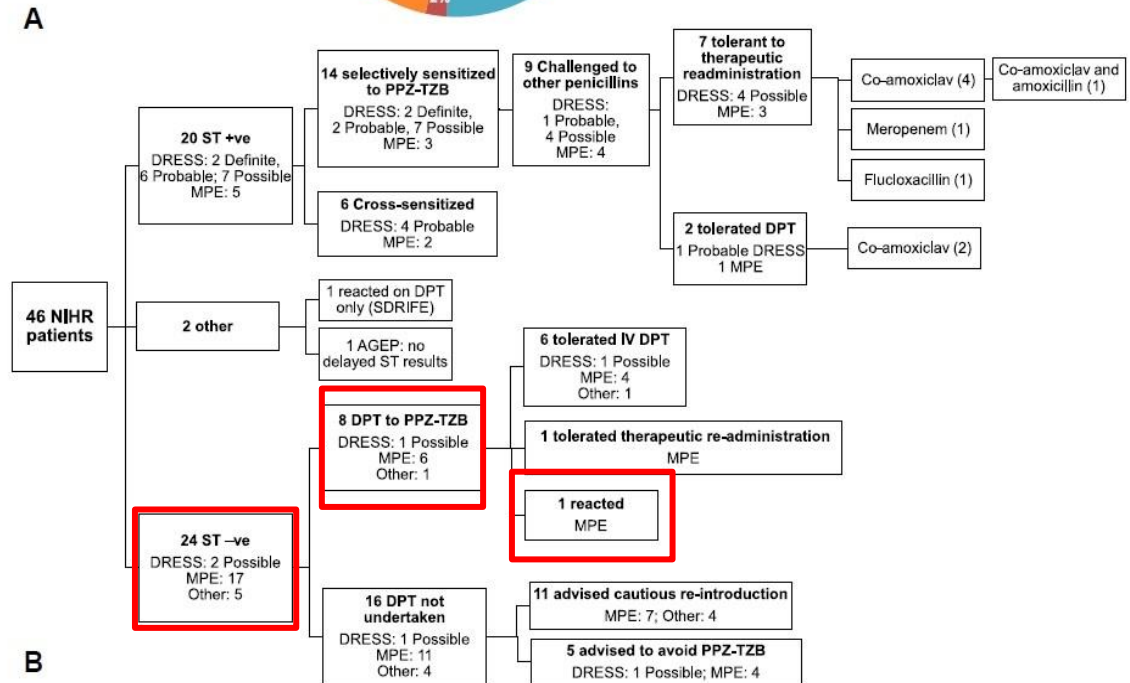 2%
A
46 NIHR
patients
20 ST +ve
DRESS: 2 Definite,
6 Probable; 7 Possible
MPE: 5
14 selectively sensitized
to PPZ-TZB
DRESS: 2 Definite,
2 Probable, 7 Possible
MPE: 3
9 Challenged to
other penicillins
DRESS:
1 Probable,
4 Possible
MPE: 4
7 tolerant to
therapeutic
readministration
DRESS: 4 Possible
MPE: 3
Co-amoxiclav (4)
Co-amoxiclav and
amoxicillin (1)
Meropenem (1)
Flucloxacillin (1)
2 tolerated DPT
1 Probable DRESS
1 MPE
Co-amoxiclav (2)
6 Cross-sensitized
DRESS: 4 Probable
MPE: 2
2 other
1 reacted on DPT
only (SDRIFE)
1 AGEP: no
delayed ST results
24 ST –ve
DRESS: 2 Possible
MPE: 17
Other: 5
8 DPT to PPZ-TZB
DRESS: 1 Possible
MPE: 6
Other: 1
6 tolerated IV DPT
DRESS: 1 Possible
MPE: 4
Other: 1
1 tolerated therapeutic re-administration
MPE
1 reacted
MPE
16 DPT not
undertaken
DRESS: 1 Possible
MPE: 11
Other: 4
11 advised cautious re-introduction
MPE: 7; Other: 4
5 advised to avoid PPZ-TZB
DRESS: 1 Possible; MPE: 4
B